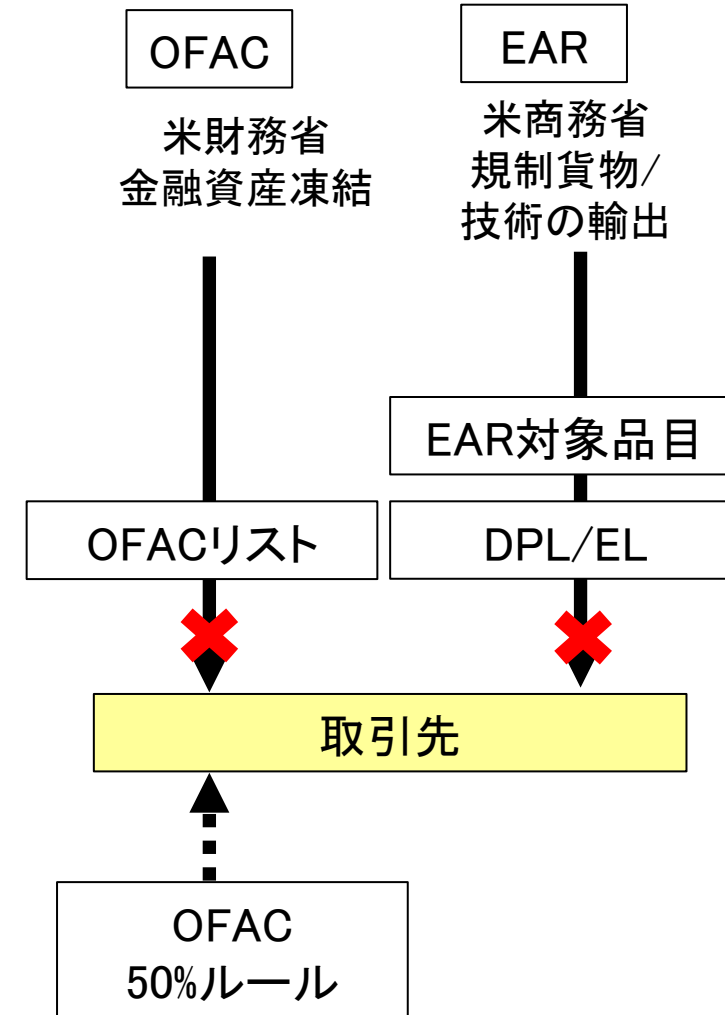 OFAC
米財務省
金融資産凍結
EAR
米商務省
規制貨物/
技術の輸出
EAR対象品目
OFACリスト
DPL/EL
取引先
OFAC
50%ルール